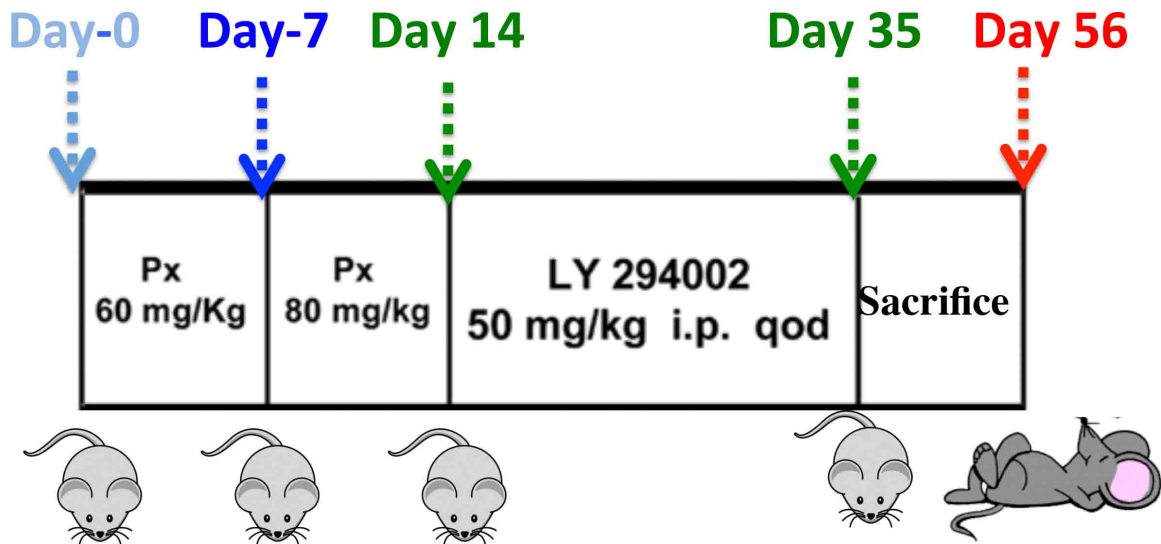 Day-0 Day-7 Day 14 Day 35 Day 56
Px
60 mg/Kg
Px
80 mg/kg
LY 294002
50 mg/kg i.p. qod
Sacrifice